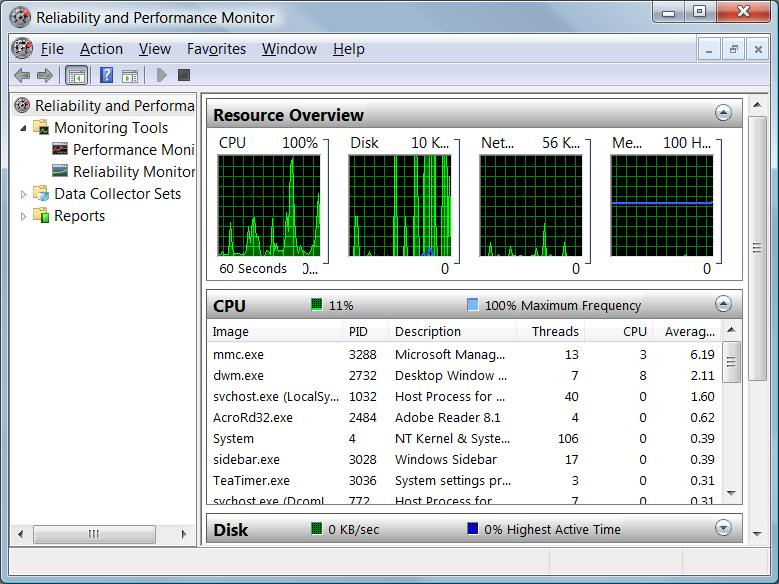 Reliability and Performance Monitor
File Action View Favorites Window Help
Reliability and Performa
Monitoring Tools
Performance Moni
Reliability Monitor
Data Collector Sets
Reports
Resource Overview
CPU 100% Disk 10 K... Net... 56 K... Me... 100 H...
60 Seconds 0... 0 0 0
CPU 11% 100% Maximum Frequency
Image PID Description Threads CPU Averag...
mmc.exe 3288 Microsoft Manag... 13 3 6.19
dwm.exe 2732 Desktop Window ... 7 8 2.11
svchost.exe (LocalSy... 1032 Host Process for ... 40 0 1.60
AcroRd32.exe 2484 Adobe Reader 8.1 4 0 0.62
System 4 NT Kernel & Syste... 106 0 0.39
sidebar.exe 3028 Windows Sidebar 17 0 0.39
TeaTimer.exe 3036 System settings pr... 3 0 0.31
svchost.exe (DcomL 772 Host Process for 7 0 0.31
Disk 0 KB/sec 0% Highest Active Time